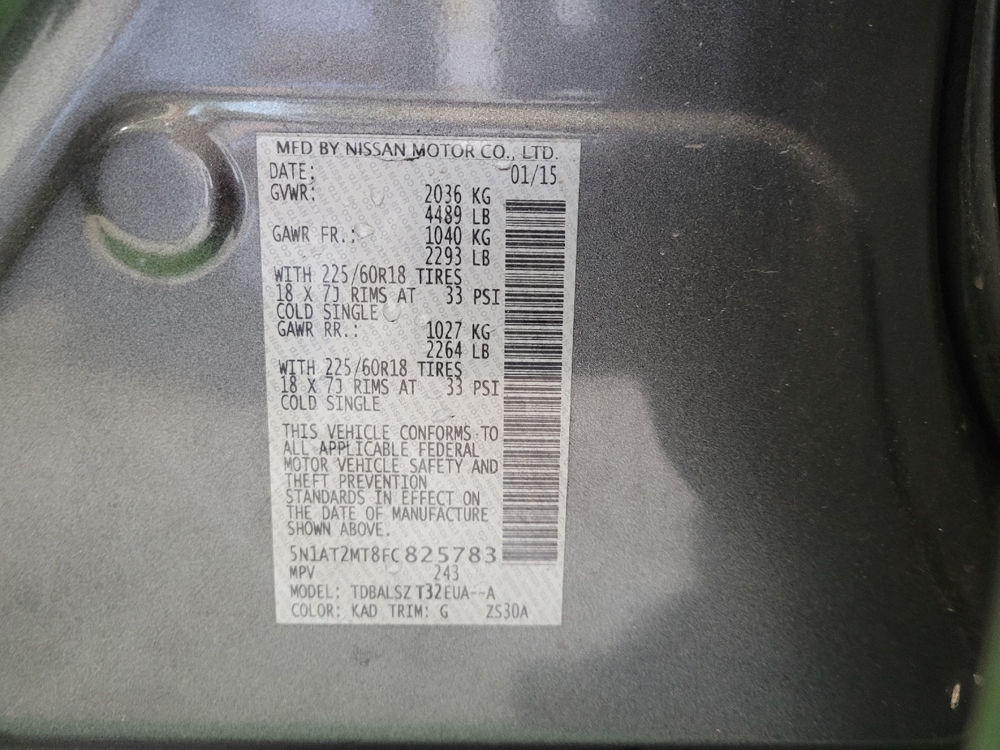 MFD BY NISSAN MOTOR CO., LTD.
DATE: 01/15
GVWR: 2036 KG
4489 LB
GAWR FR.: 1040 KG
2293 LB
WITH 225/60R18 TIRES
18 X 7J RIMS AT 33 PSI
COLD SINGLE
GAWR RR.: 1027 KG
2264 LB
WITH 225/60R18 TIRES
18 X 7J RIMS AT 33 PSI
COLD SINGLE
THIS VEHICLE CONFORMS TO
ALL APPLICABLE FEDERAL
MOTOR VEHICLE SAFETY AND
THEFT PREVENTION
STANDARDS IN EFFECT ON
THE DATE OF MANUFACTURE
SHOWN ABOVE.
5N1AT2MT8FC825783
MPV 243
MODEL: TDBALSZ T32EUA--A
COLOR: KAD TRIM: G ZS30A